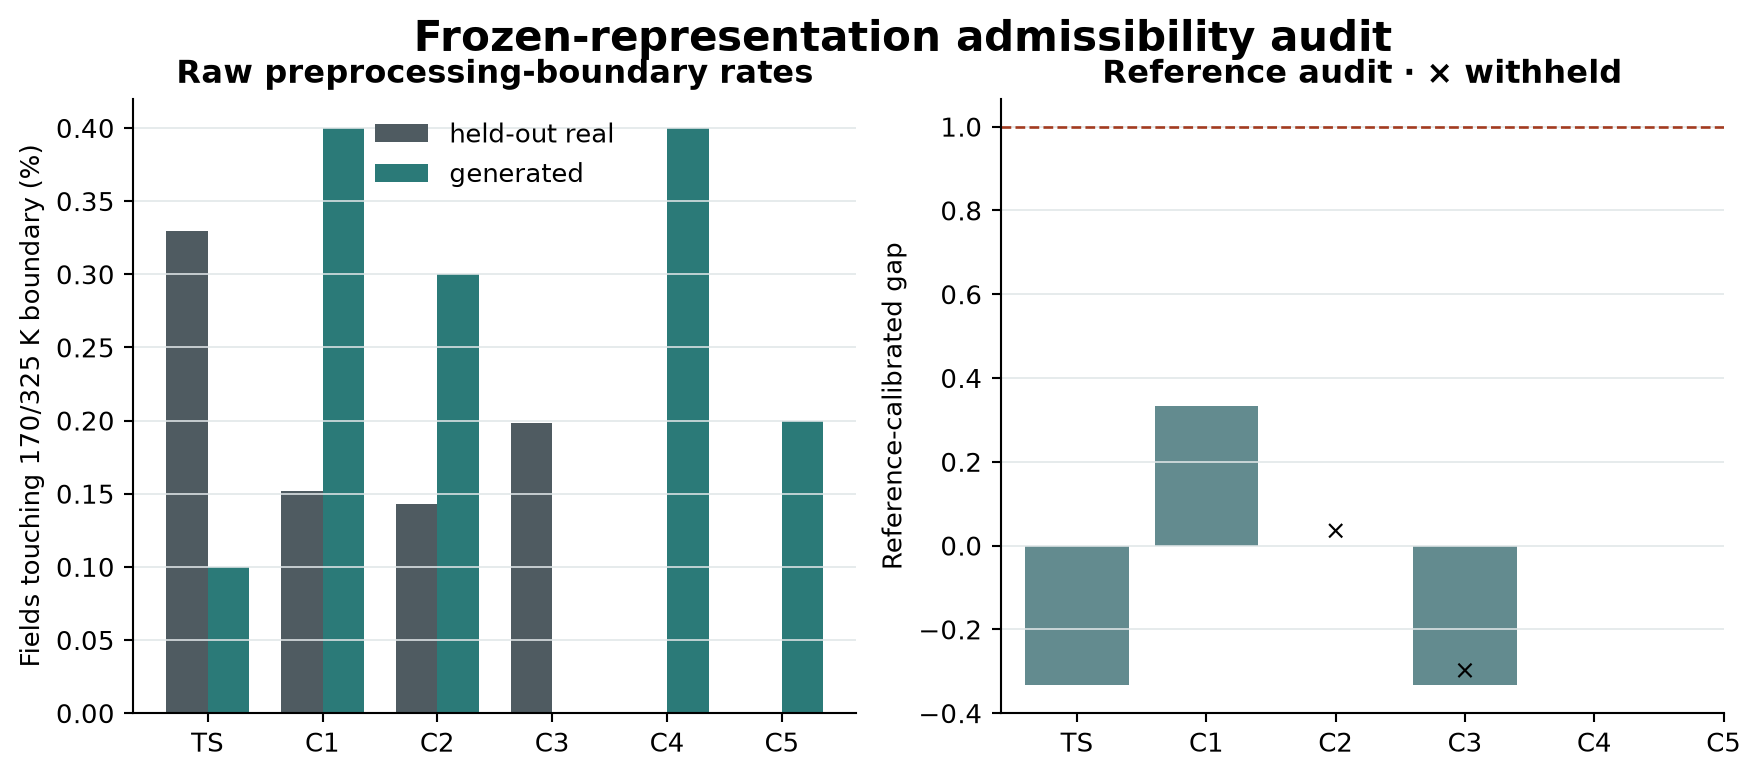 Frozen-representation admissibility audit
Raw preprocessing-boundary rates
Fields touching 170/325 K boundary (%)
0.40
0.35
0.30
0.25
0.20
0.15
0.10
0.05
0.00
held-out real
generated
TS C1 C2 C3 C4 C5
Reference audit · × withheld
Reference-calibrated gap
1.0
0.8
0.6
0.4
0.2
0.0
−0.2
−0.4
TS C1 C2 C3 C4 C5